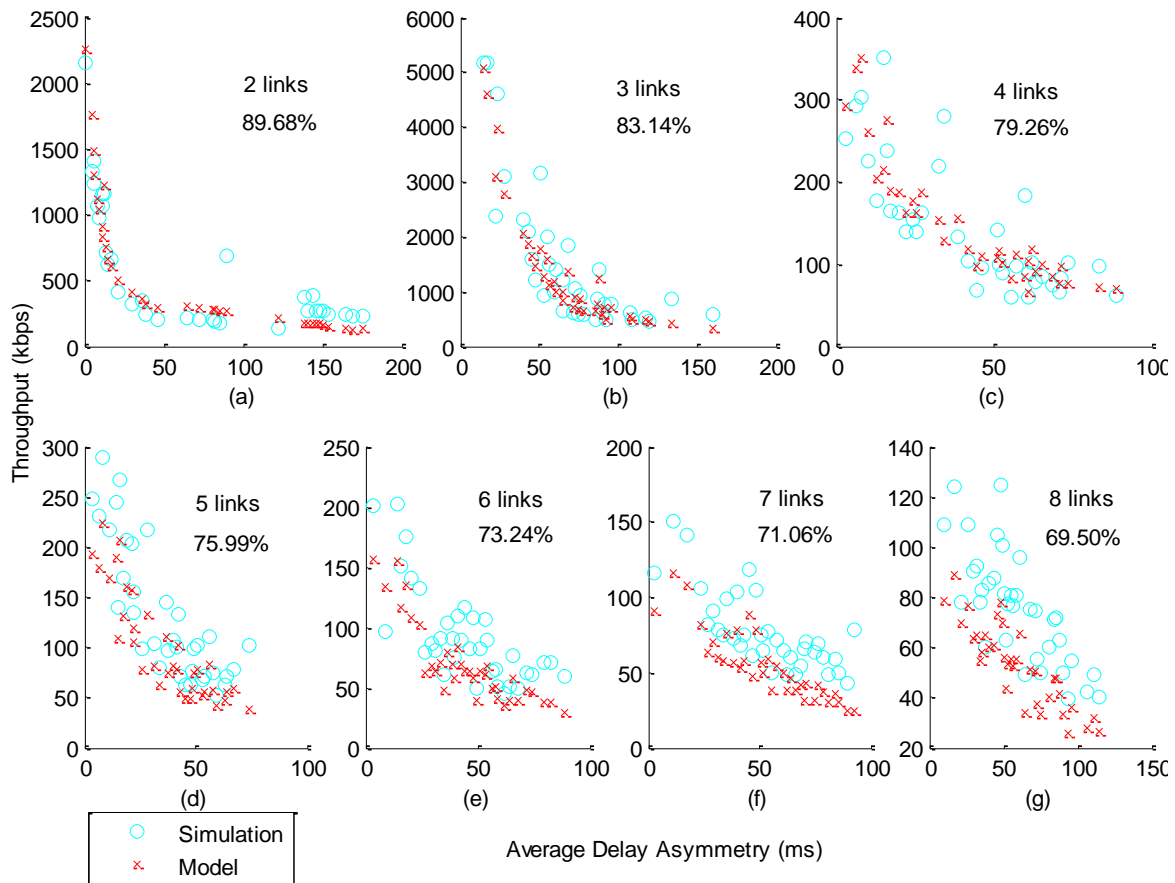 2500
2000
1500
1000
500
0
0 50 100 150 200
2 links
89.68%
(a)
6000
5000
4000
3000
2000
1000
0
0 50 100 150 200
3 links
83.14%
(b)
400
300
200
100
0
0 50 100
4 links
79.26%
(c)
Throughput (kbps)
300
250
200
150
100
50
0
0 50 100
5 links
75.99%
(d)
250
200
150
100
50
0
0 50 100
6 links
73.24%
(e)
200
150
100
50
0
0 20 40 60 80 100
7 links
71.06%
(f)
140
120
100
80
60
40
20
0 50 100 150
8 links
69.50%
(g)
Simulation
Model
Average Delay Asymmetry (ms)